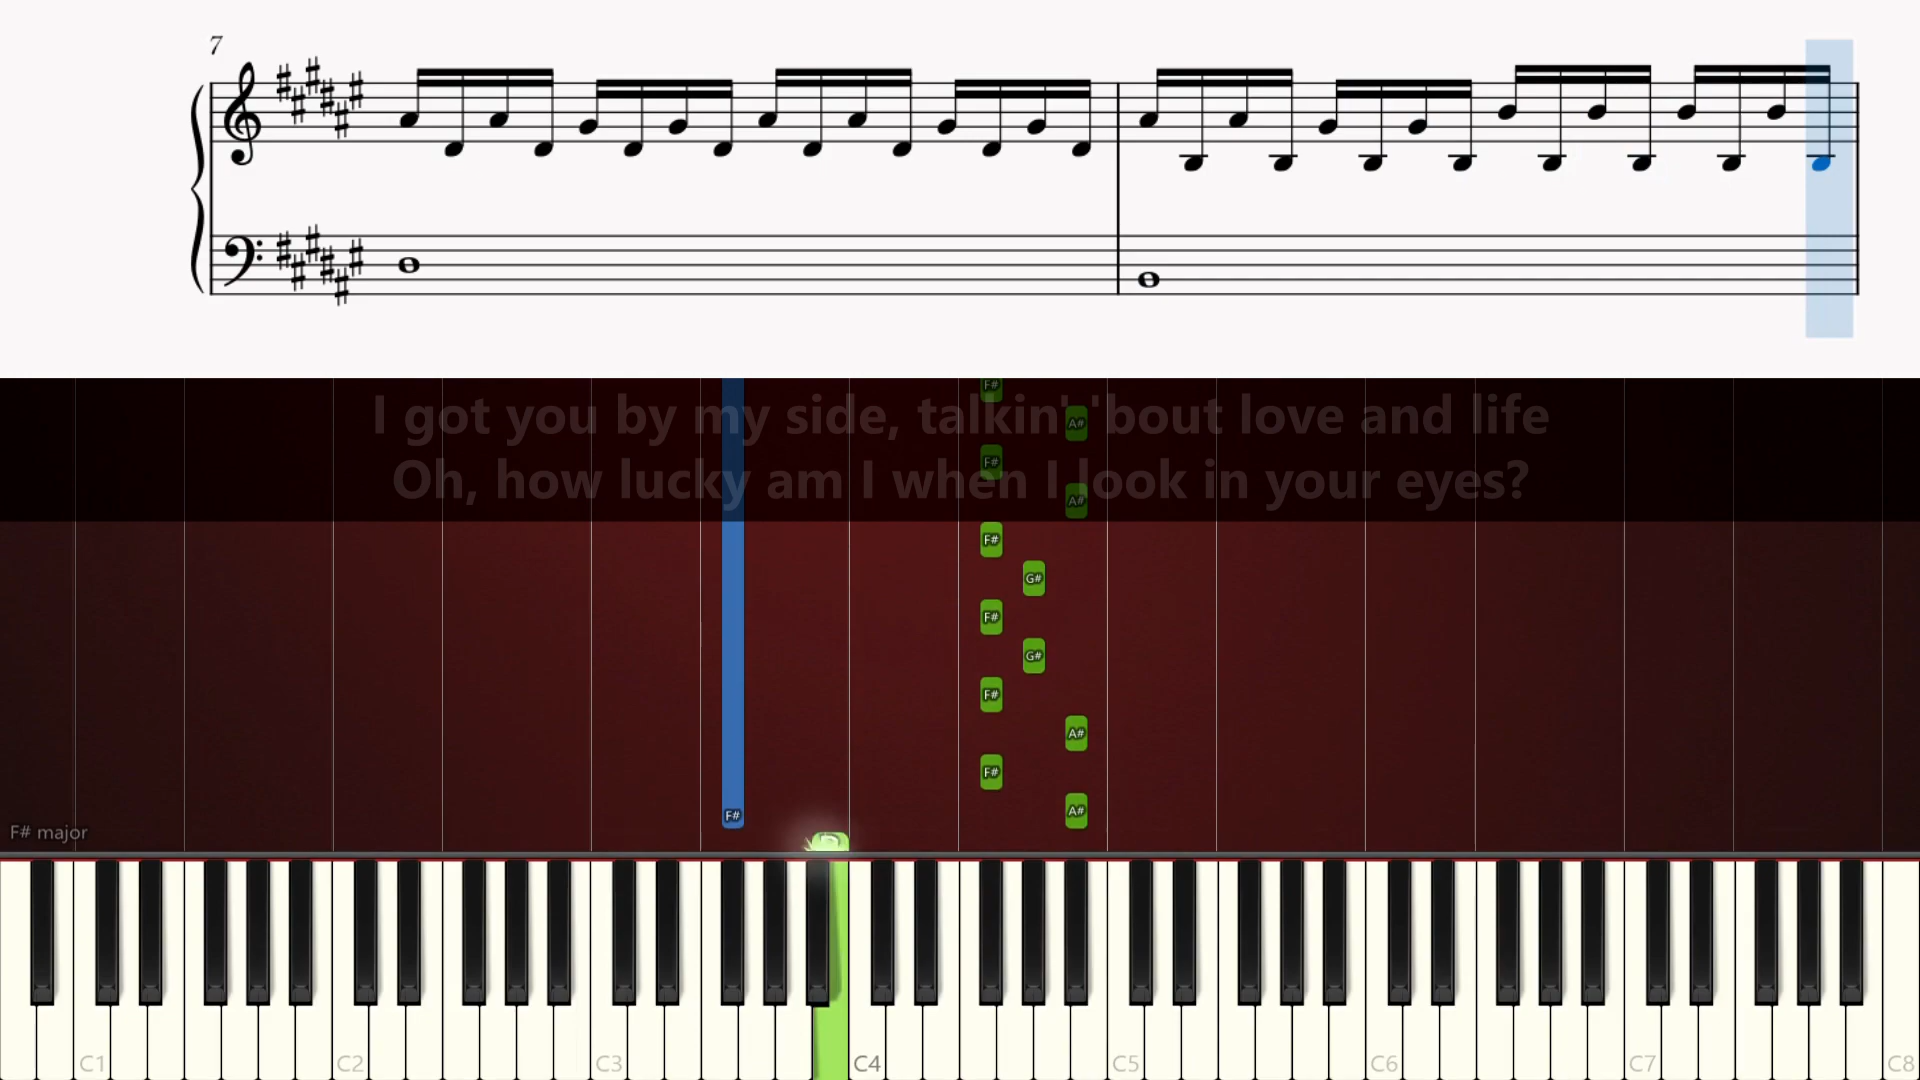 7
F#
I got you by my side, talkin' 'bout love and life
A#
F#
Oh, how lucky am I when I look in your eyes?
A#
F#
G#
F#
G#
F#
A#
F#
A#
F#
F# major
C1 C2 C3 C4 C5 C6 C7 C8